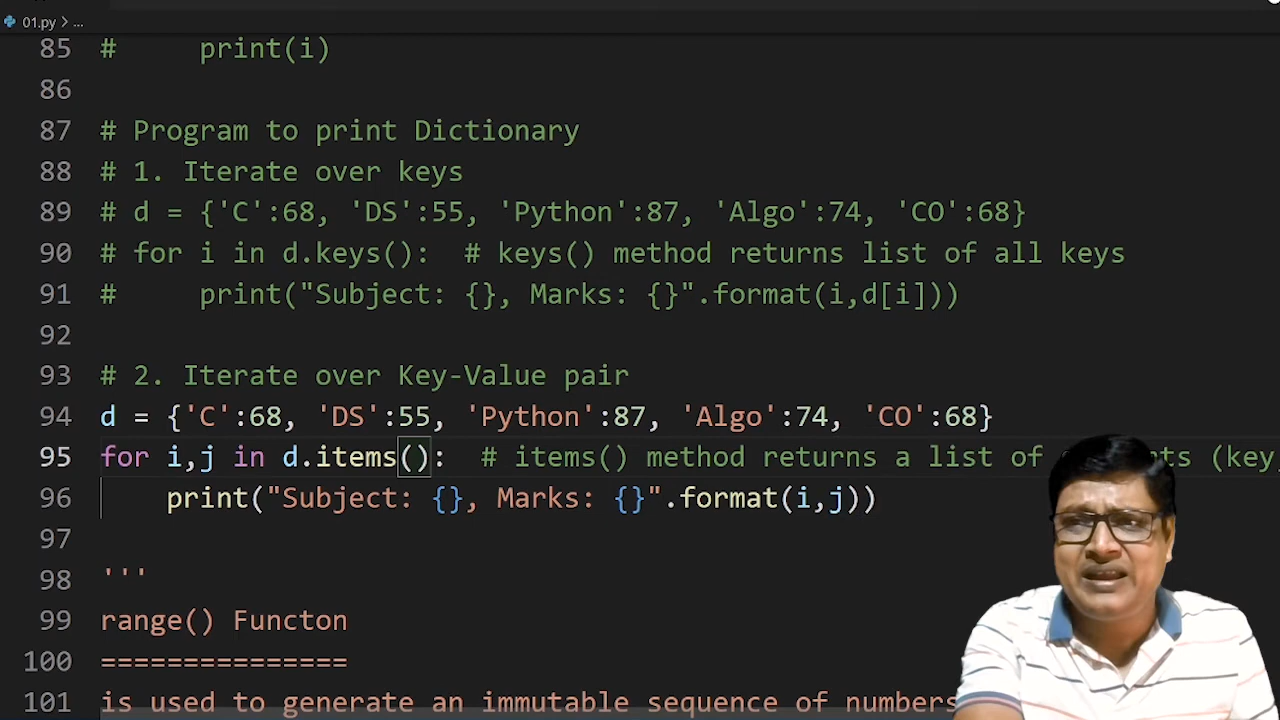 01.py > ...
85 #     print(i)
86
87 # Program to print Dictionary
88 # 1. Iterate over keys
89 # d = {'C':68, 'DS':55, 'Python':87, 'Algo':74, 'CO':68}
90 # for i in d.keys():  # keys() method returns list of all keys
91 #     print("Subject: {}, Marks: {}".format(i,d[i]))
92
93 # 2. Iterate over Key-Value pair
94 d = {'C':68, 'DS':55, 'Python':87, 'Algo':74, 'CO':68}
95 for i,j in d.items():  # items() method returns a list of (key,
96     print("Subject: {}, Marks: {}".format(i,j))
97
98 '''
99 range() Functon
100 ===============
101 is used to generate an immutable sequence of numbers